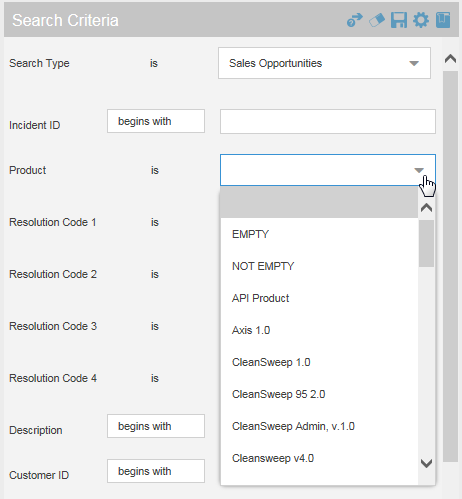 Search Criteria
Search Type is Sales Opportunities
Incident ID begins with
Product is
Resolution Code 1 is
EMPTY
Resolution Code 2 is
NOT EMPTY
API Product
Resolution Code 3 is
Axis 1.0
CleanSweep 1.0
Resolution Code 4 is
CleanSweep 95 2.0
Description begins with
CleanSweep Admin, v.1.0
Cleansweep v4.0
Customer ID begins with